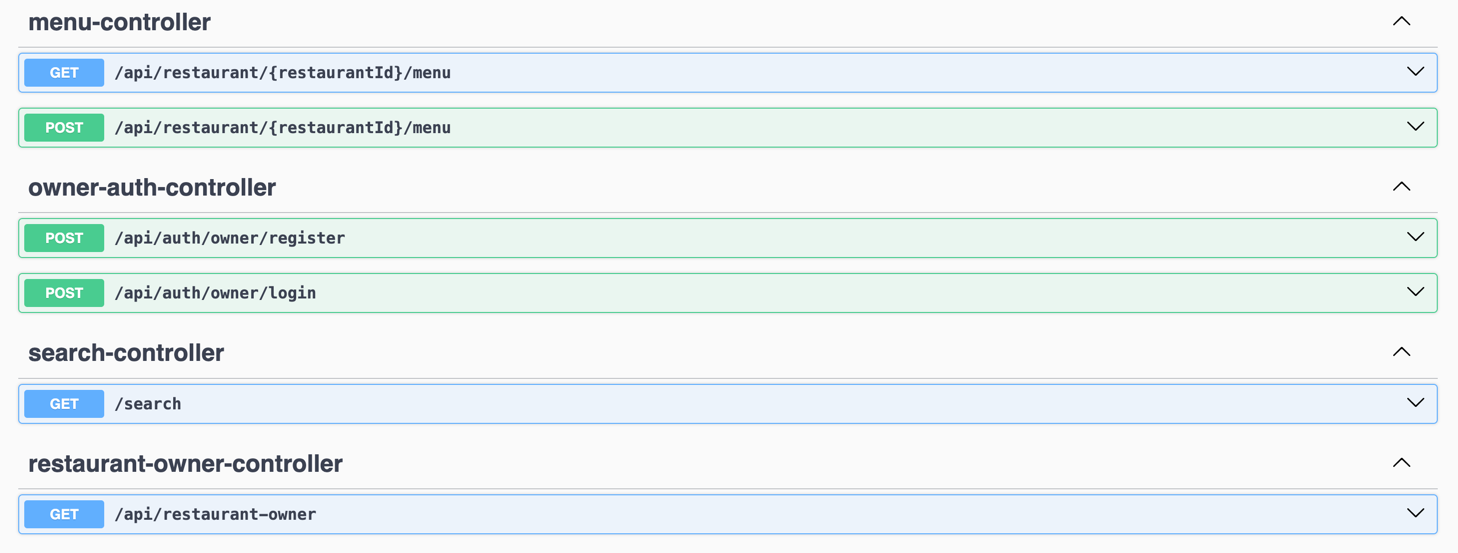 menu-controller
GET /api/restaurant/{restaurantId}/menu
POST /api/restaurant/{restaurantId}/menu
owner-auth-controller
POST /api/auth/owner/register
POST /api/auth/owner/login
search-controller
GET /search
restaurant-owner-controller
GET /api/restaurant-owner